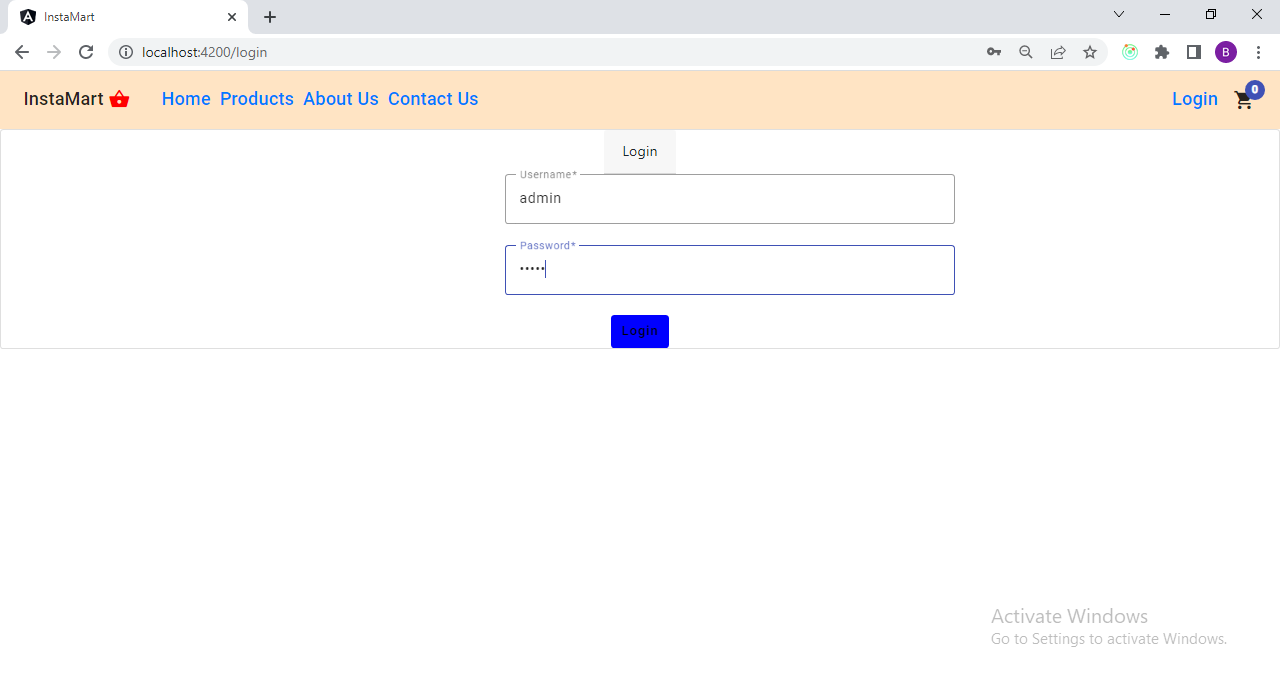 InstaMart
localhost:4200/login
B
InstaMart Home Products About Us Contact Us Login 0
Login
Username*
admin
Password*
•••••
Login
Activate Windows
Go to Settings to activate Windows.